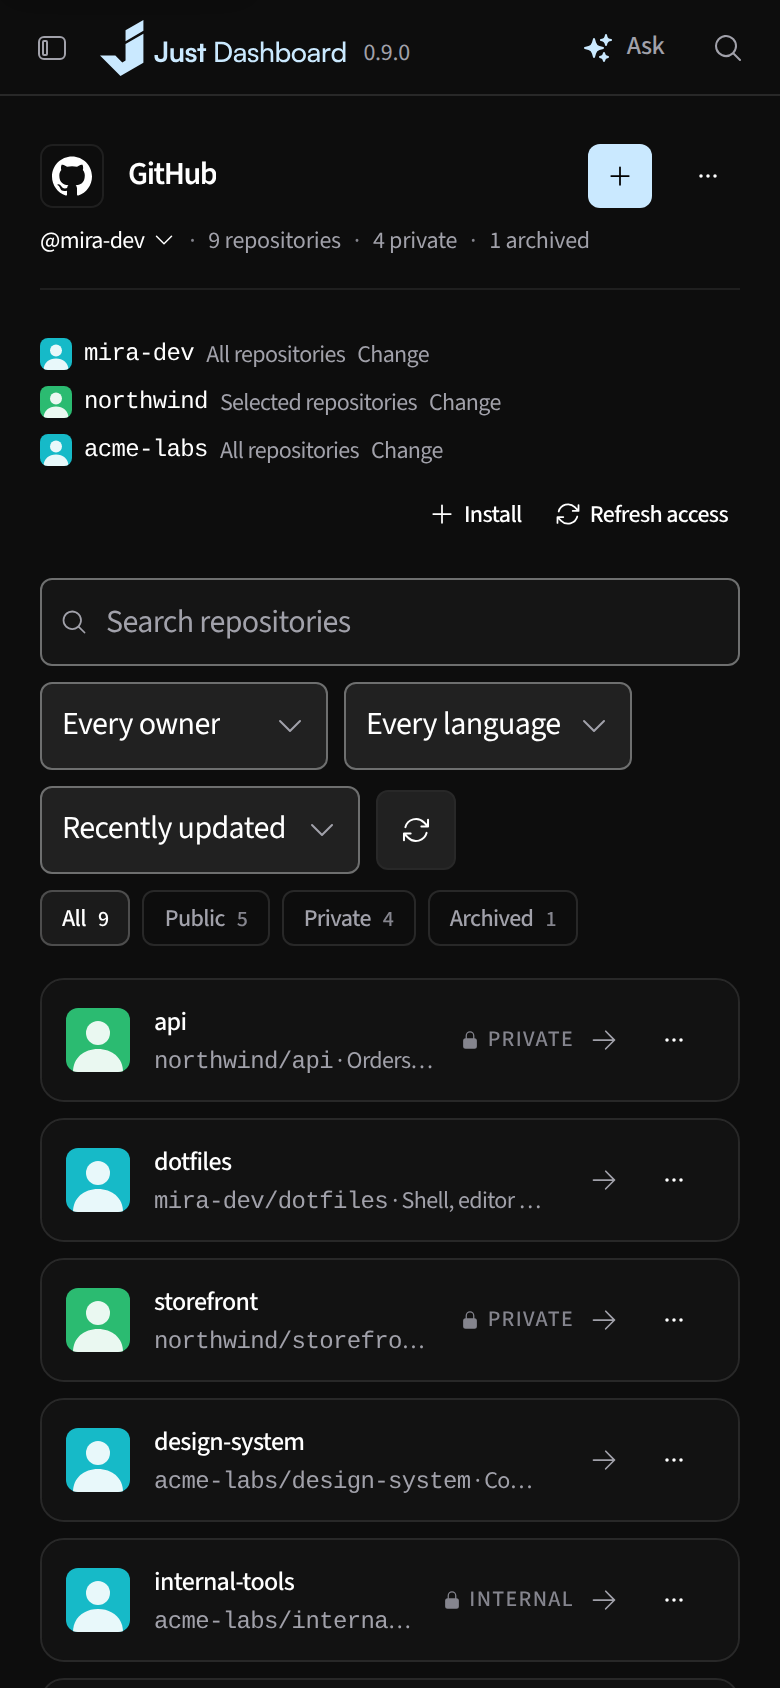 Just Dashboard 0.9.0 Ask
GitHub
@mira-dev · 9 repositories · 4 private · 1 archived
mira-dev All repositories Change
northwind Selected repositories Change
acme-labs All repositories Change
Install Refresh access
Search repositories
Every owner Every language
Recently updated
All 9 Public 5 Private 4 Archived 1
api
northwind/api · Orders… PRIVATE
dotfiles
mira-dev/dotfiles · Shell, editor …
storefront
northwind/storefro… PRIVATE
design-system
acme-labs/design-system · Co…
internal-tools
acme-labs/interna… INTERNAL